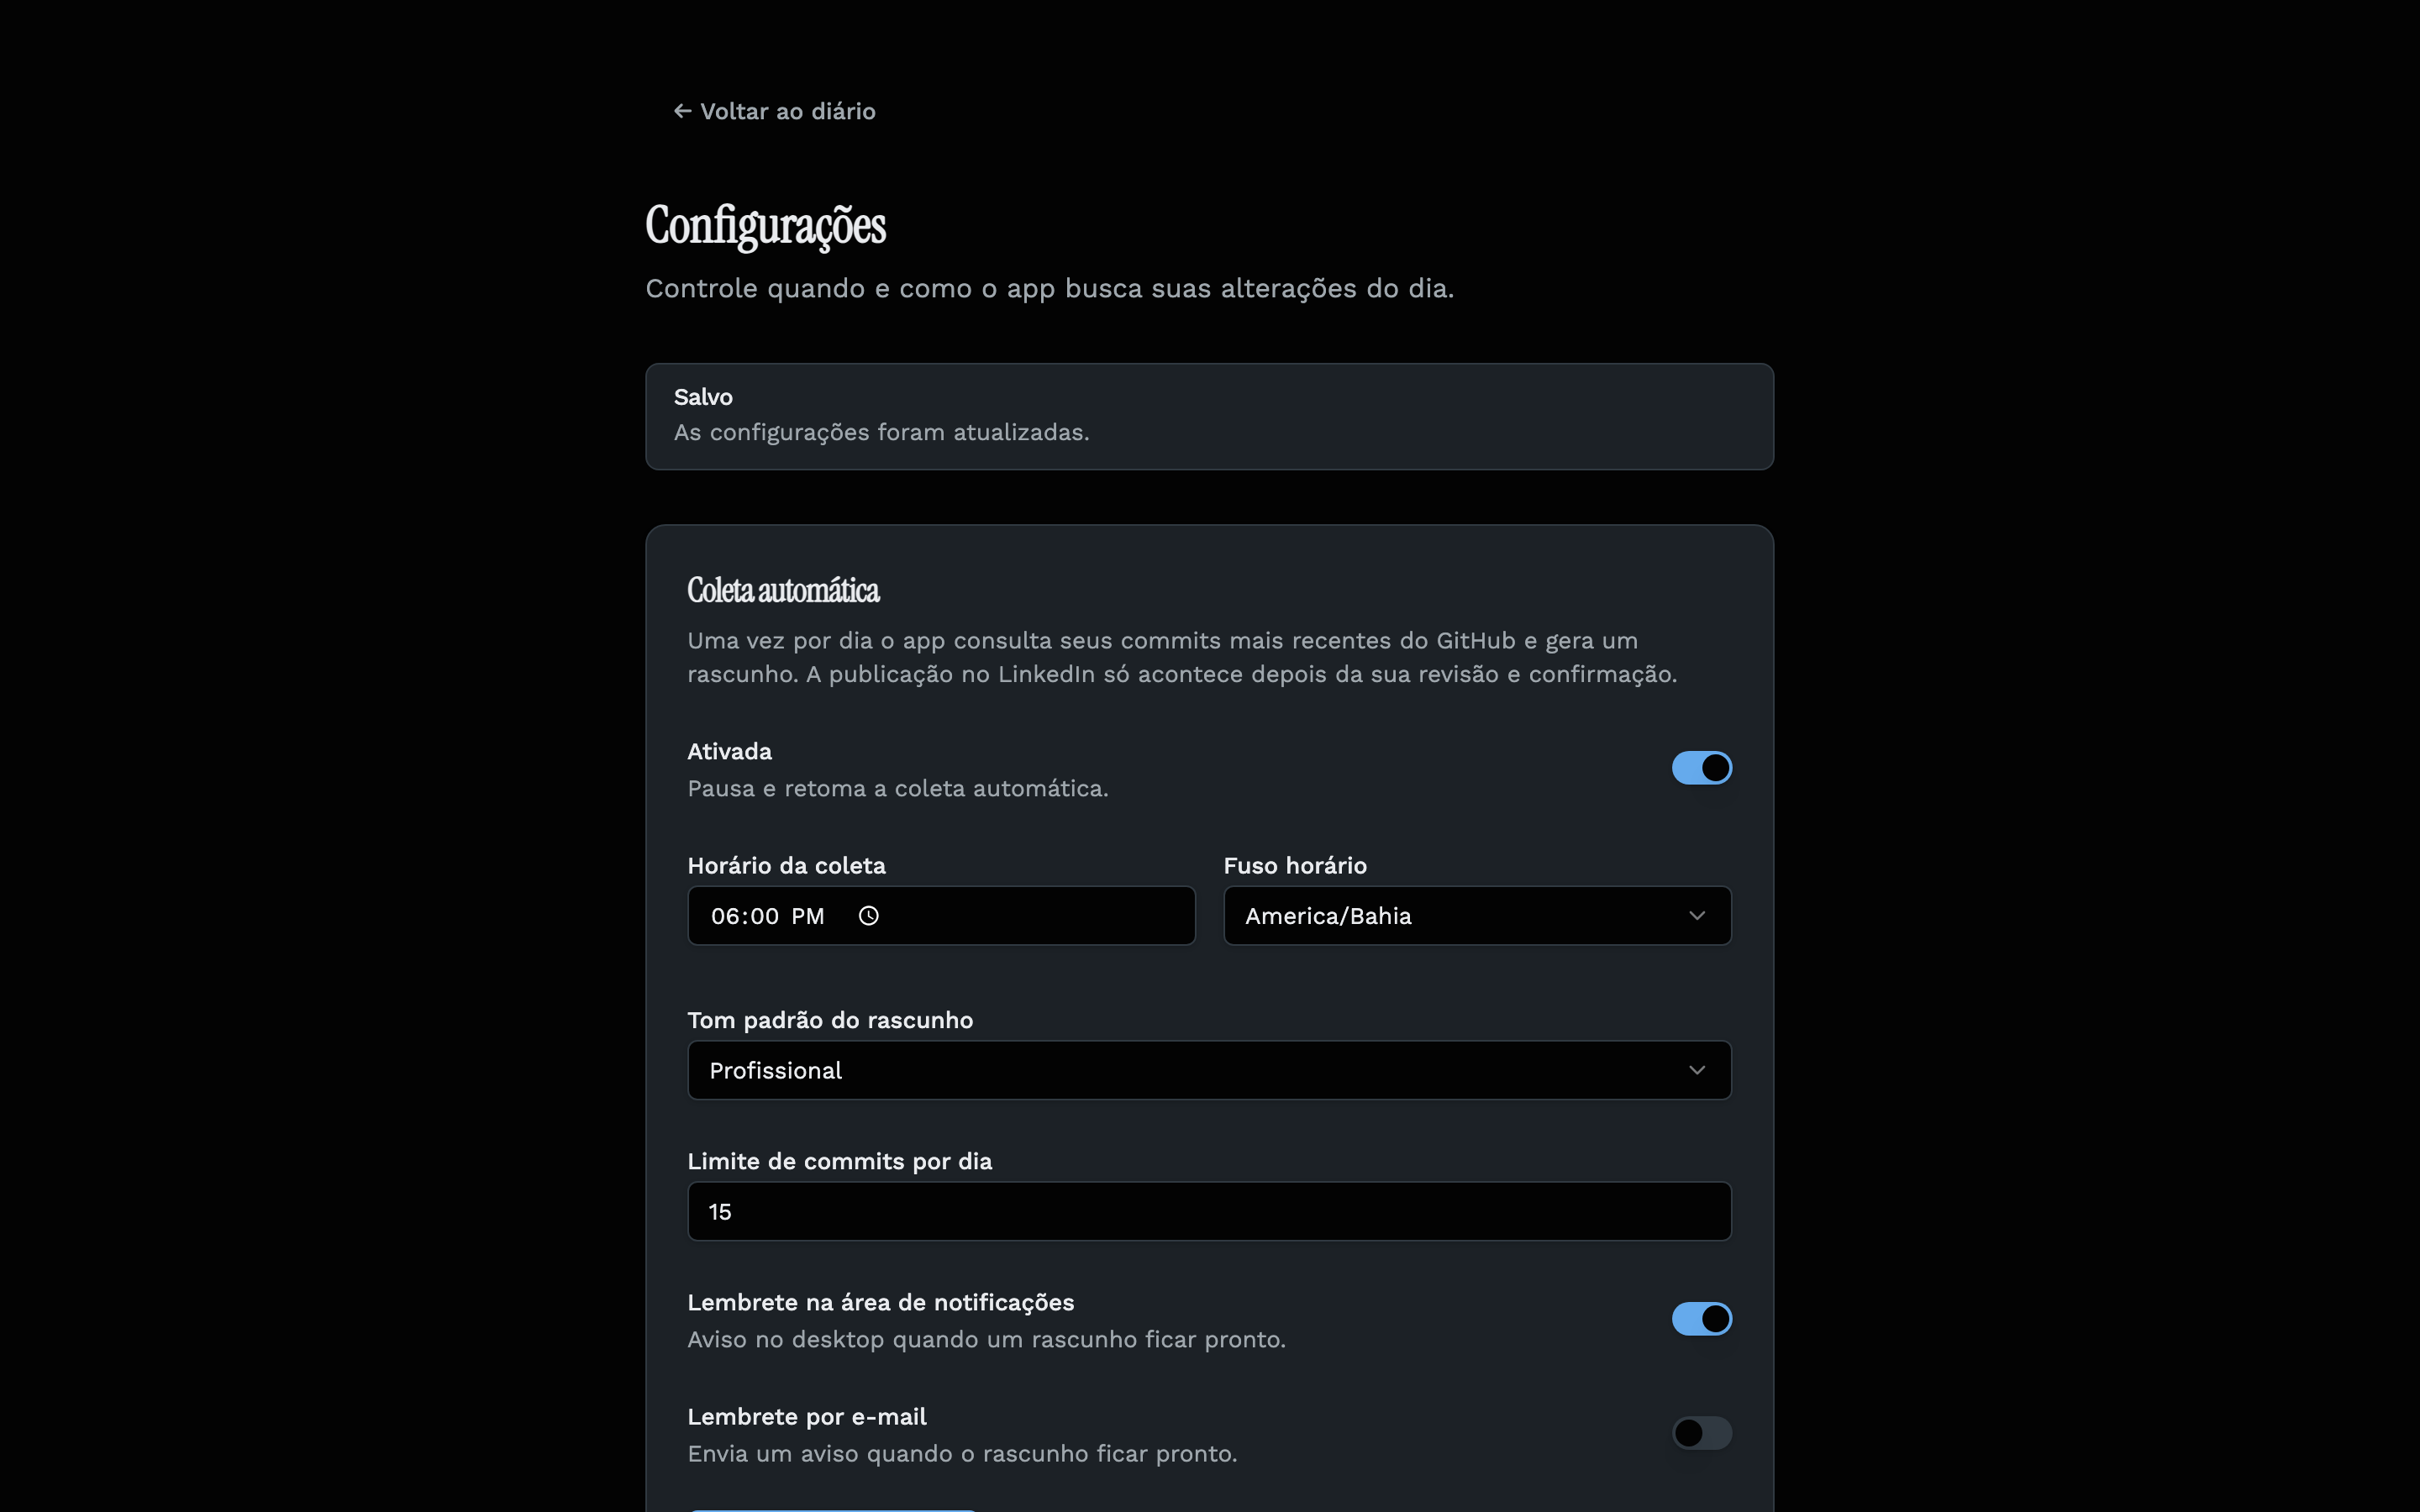 ← Voltar ao diário
Configurações
Controle quando e como o app busca suas alterações do dia.
Salvo
As configurações foram atualizadas.
Coleta automática
Uma vez por dia o app consulta seus commits mais recentes do GitHub e gera um
rascunho. A publicação no LinkedIn só acontece depois da sua revisão e confirmação.
Ativada
Pausa e retoma a coleta automática.
Horário da coleta
06:00 PM
Fuso horário
America/Bahia
Tom padrão do rascunho
Profissional
Limite de commits por dia
15
Lembrete na área de notificações
Aviso no desktop quando um rascunho ficar pronto.
Lembrete por e-mail
Envia um aviso quando o rascunho ficar pronto.